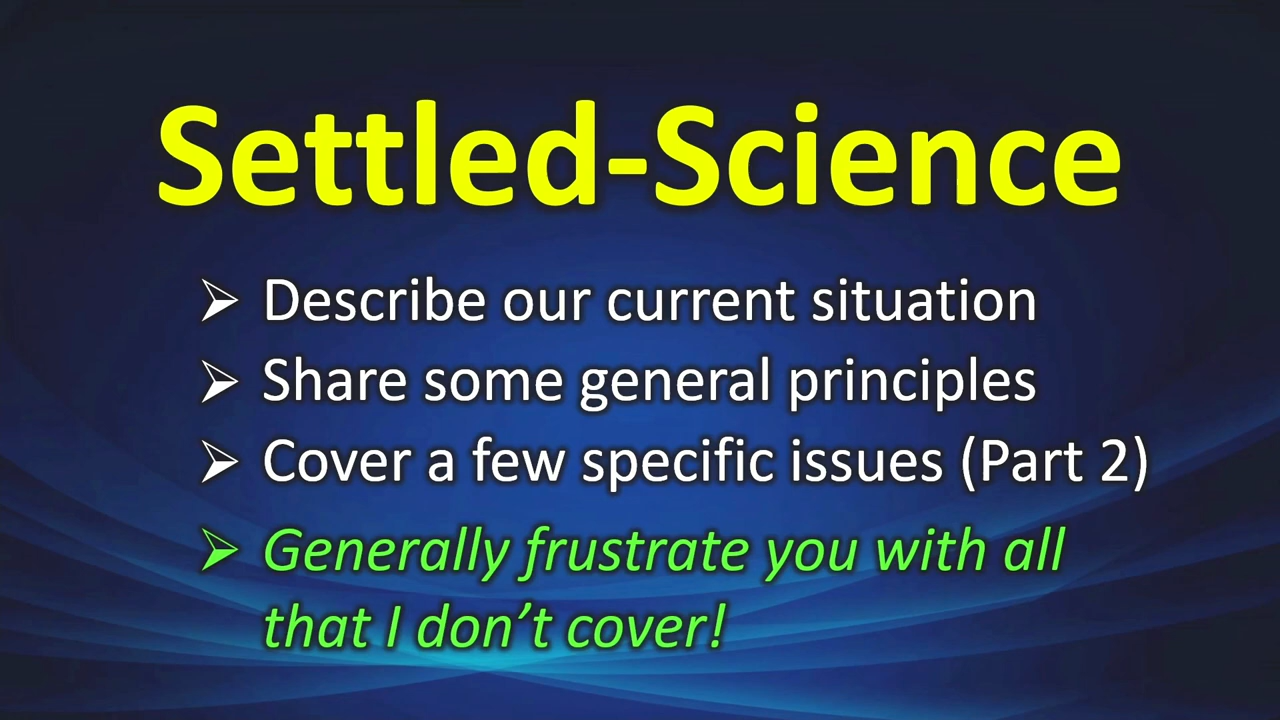 Settled-Science
➢ Describe our current situation
➢ Share some general principles
➢ Cover a few specific issues (Part 2)
➢ Generally frustrate you with all
that I don’t cover!